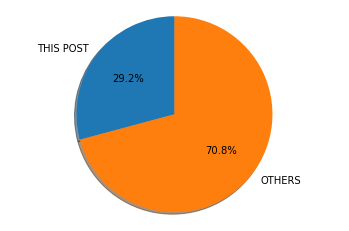 THIS POST
29.2%
70.8%
OTHERS